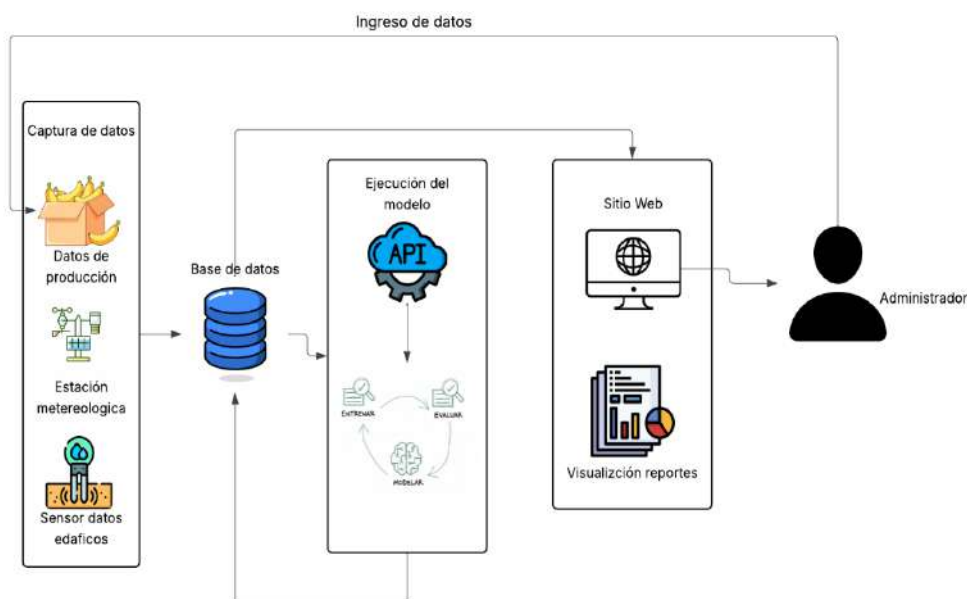 Ingreso de datos
Captura de datos
Datos de
producción
Estación
metereologica
Sensor datos
edaficos
Base de datos
Ejecución del
modelo
API
ENTRENAR
EVALUAR
MODELAR
Sitio Web
Visualizción reportes
Administrador